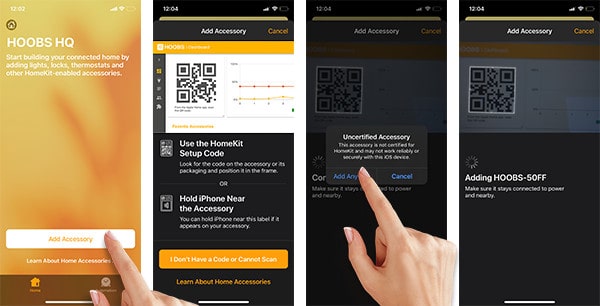 12:02
HOOBS HQ
Start building your connected home by
adding lights, locks, thermostats and
other HomeKit-enabled accessories.
Add Accessory
Learn About Home Accessories
Home
12:04
Add Accessory
Cancel
HOOBS
Dashboard
Favorite Accessories
Use the HomeKit
Setup Code
Look for the code on the accessory or its
packaging and position it in the frame.
OR
Hold iPhone Near
the Accessory
You can hold iPhone near this label if it
appears on your accessory.
I Don't Have a Code or Cannot Scan
Learn About Home Accessories
12:04
Add Accessory
Cancel
Uncertified Accessory
This accessory is not certified for
HomeKit and may not work reliably or
securely with this iOS device.
Add Any
Cancel
Con
Make sure it stays connected to power
and nearby.
12:04
Add Accessory
Cancel
Adding HOOBS-50FF
Make sure it stays connected to power
and nearby.